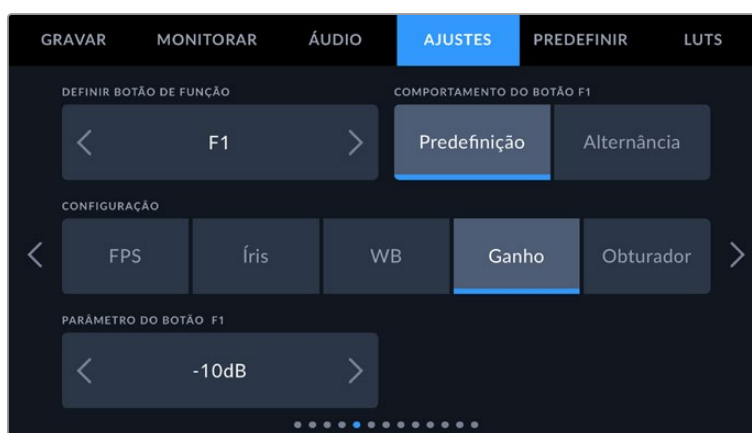 GRAVAR MONITORAR ÁUDIO AJUSTES PREDEFINIR LUTS
DEFINIR BOTÃO DE FUNÇÃO COMPORTAMENTO DO BOTÃO F1
F1 Predefinição Alternância
CONFIGURAÇÃO
FPS Íris WB Ganho Obturador
PARÂMETRO DO BOTÃO F1
-10dB